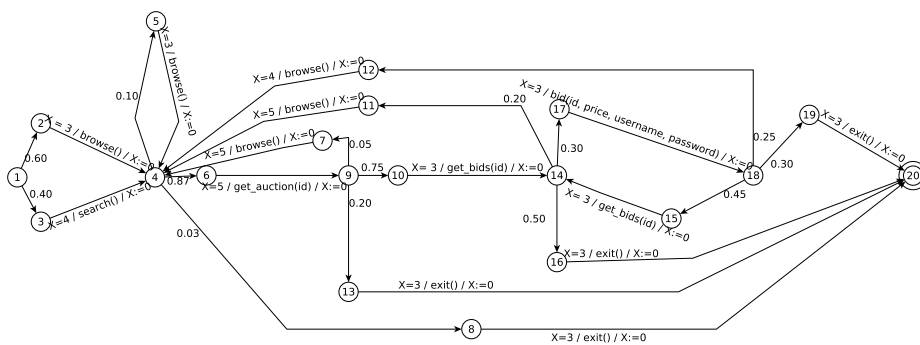 5
X=3 / browse() / X:=0
0.10
12
X=4 / browse() / X:=0
11
X=5 / browse() / X:=0
0.20
17
X=3 / bid(id, price, username, password) / X:=0
0.25
19
X=3 / exit() / X:=0
2
X = 3 / browse() / X:=0
0.60
7
X=5 / browse() / X:=0
0.05
0.30
0.30
1
4
0.87
6
X=5 / get_auction(id) / X:=0
9
0.75
10
X= 3 / get_bids(id) / X:=0
14
18
20
0.40
3
X=4 / search() / X:=0
0.20
0.45
15
X= 3 / get_bids(id) / X:=0
0.50
0.03
16
X=3 / exit() / X:=0
13
X=3 / exit() / X:=0
8
X=3 / exit() / X:=0